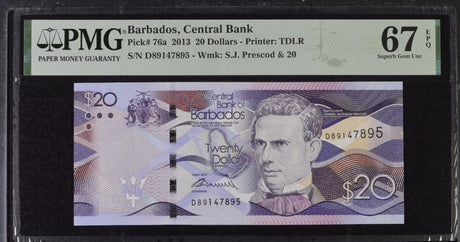 PMG
PAPER MONEY GUARANTY
Barbados, Central Bank
Pick# 76a 2013 20 Dollars - Printer: TDLR
S/N D89147895 - Wmk: S.J. Prescod & 20
67 EPQ
Superb Gem Unc
$20
Central
Bank of
Barbados
D89147895
Twenty
Dollars
GOVERNOR
D89147895
$20